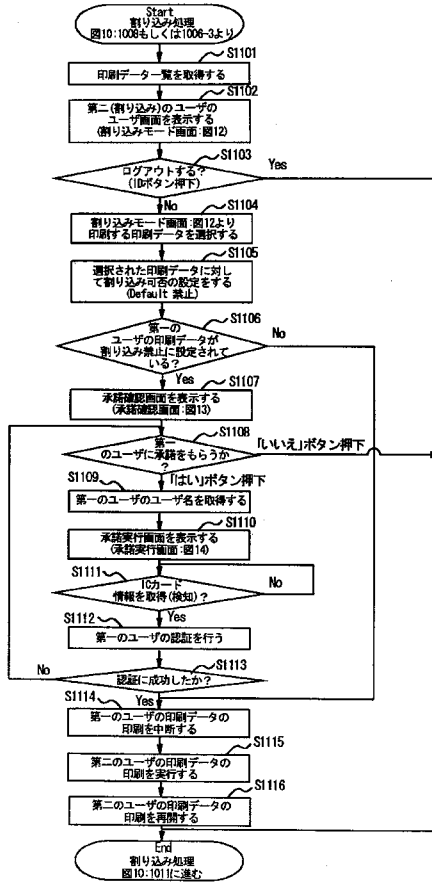 Start
割り込み処理
図10:1008もしくは1006-3より
S1101
印刷データ一覧を取得する
S1102
第二(割り込み)のユーザの
ユーザ画面を表示する
(割り込みモード画面:図12)
S1103
ログアウトする?
(IDボタン押下)
Yes
No
S1104
割り込みモード画面:図12より
印刷する印刷データを選択する
S1105
選択された印刷データに対し
て割り込み可否の設定をする
(Default 禁止)
S1106
第一の
ユーザの印刷データが
割り込み禁止に設定されて
いる?
No
Yes
S1107
承諾確認画面を表示する
(承諾確認画面:図13)
S1108
第一
のユーザに承諾をもらうか
?
「いいえ」ボタン押下
「はい」ボタン押下
S1109
第一のユーザのユーザ名を取得する
S1110
承諾実行画面を表示する
(承諾実行画面:図14)
S1111
ICカード
情報を取得(検知)?
No
Yes
S1112
第一のユーザの認証を行う
S1113
認証に成功したか?
No
Yes
S1114
第一のユーザの印刷データの
印刷を中断する
S1115
第二のユーザの印刷データの
印刷を実行する
S1116
第二のユーザの印刷データの
印刷を再開する
End
割り込み処理
図10:1011に進む